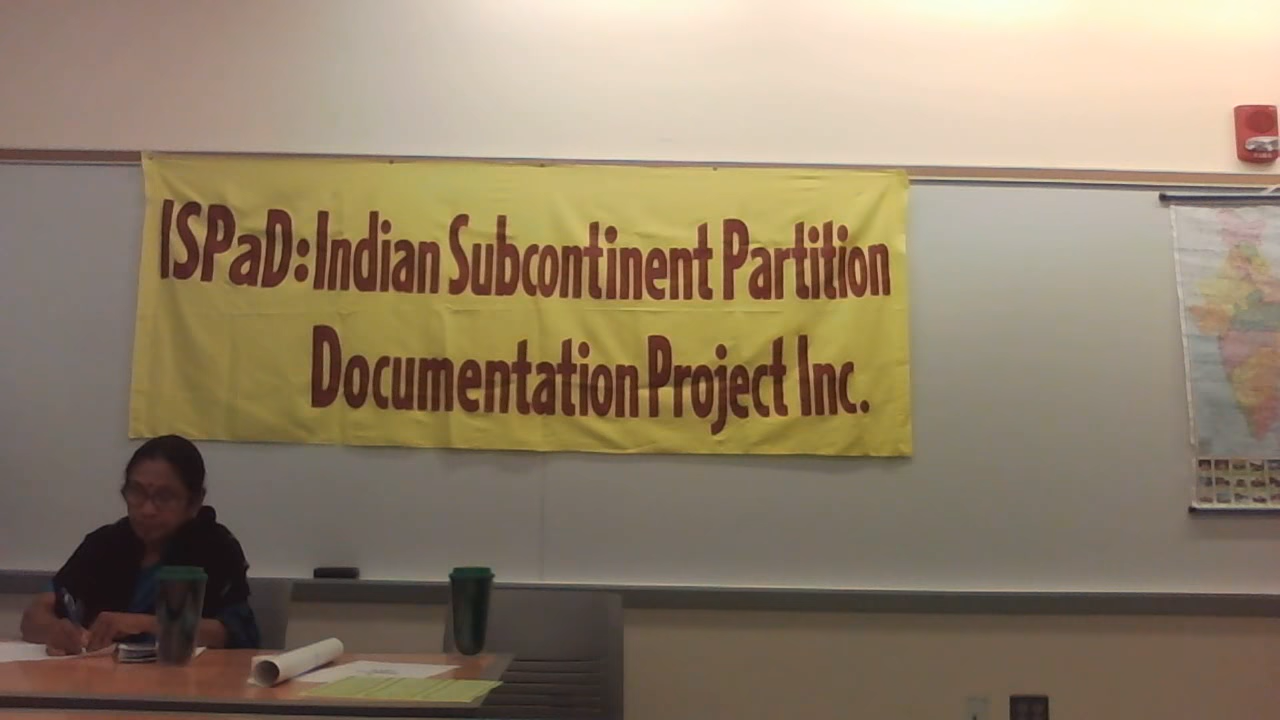 ISPaD: Indian Subcontinent Partition
Documentation Project Inc.